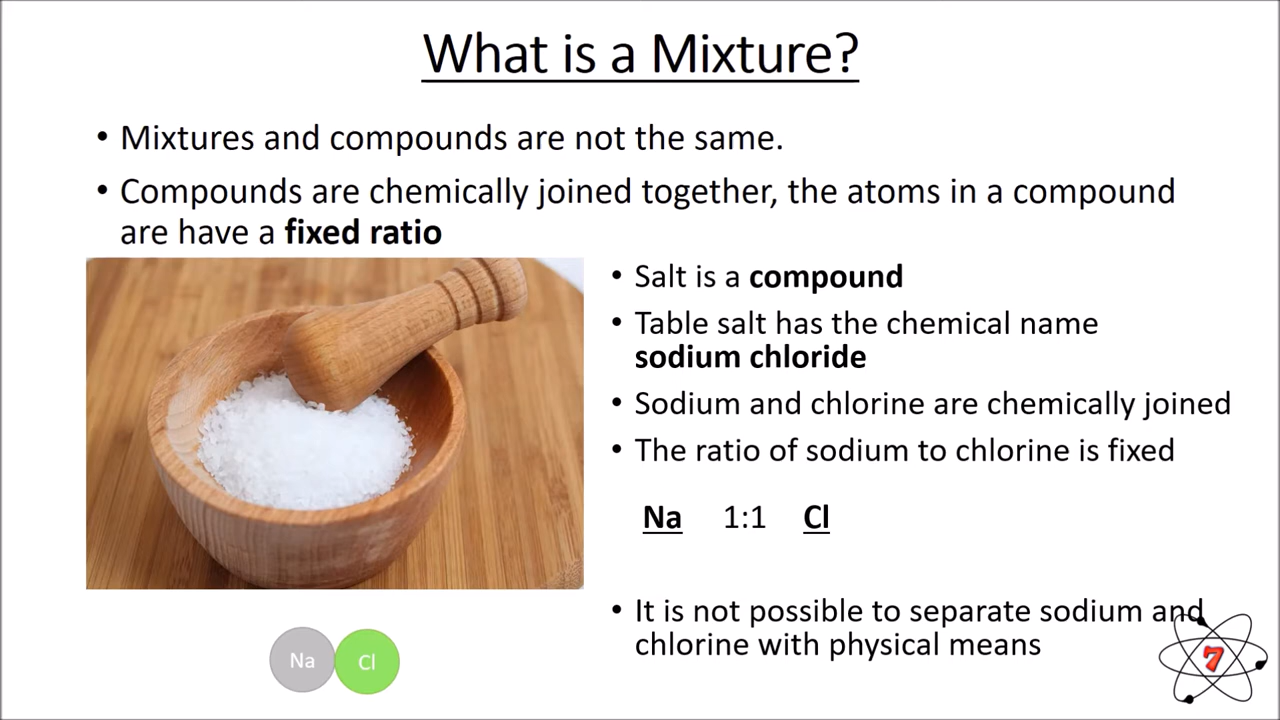 What is a Mixture?
• Mixtures and compounds are not the same.
• Compounds are chemically joined together, the atoms in a compound
are have a fixed ratio
• Salt is a compound
• Table salt has the chemical name
sodium chloride
• Sodium and chlorine are chemically joined
• The ratio of sodium to chlorine is fixed
Na 1:1 Cl
• It is not possible to separate sodium and
chlorine with physical means
Na Cl
7